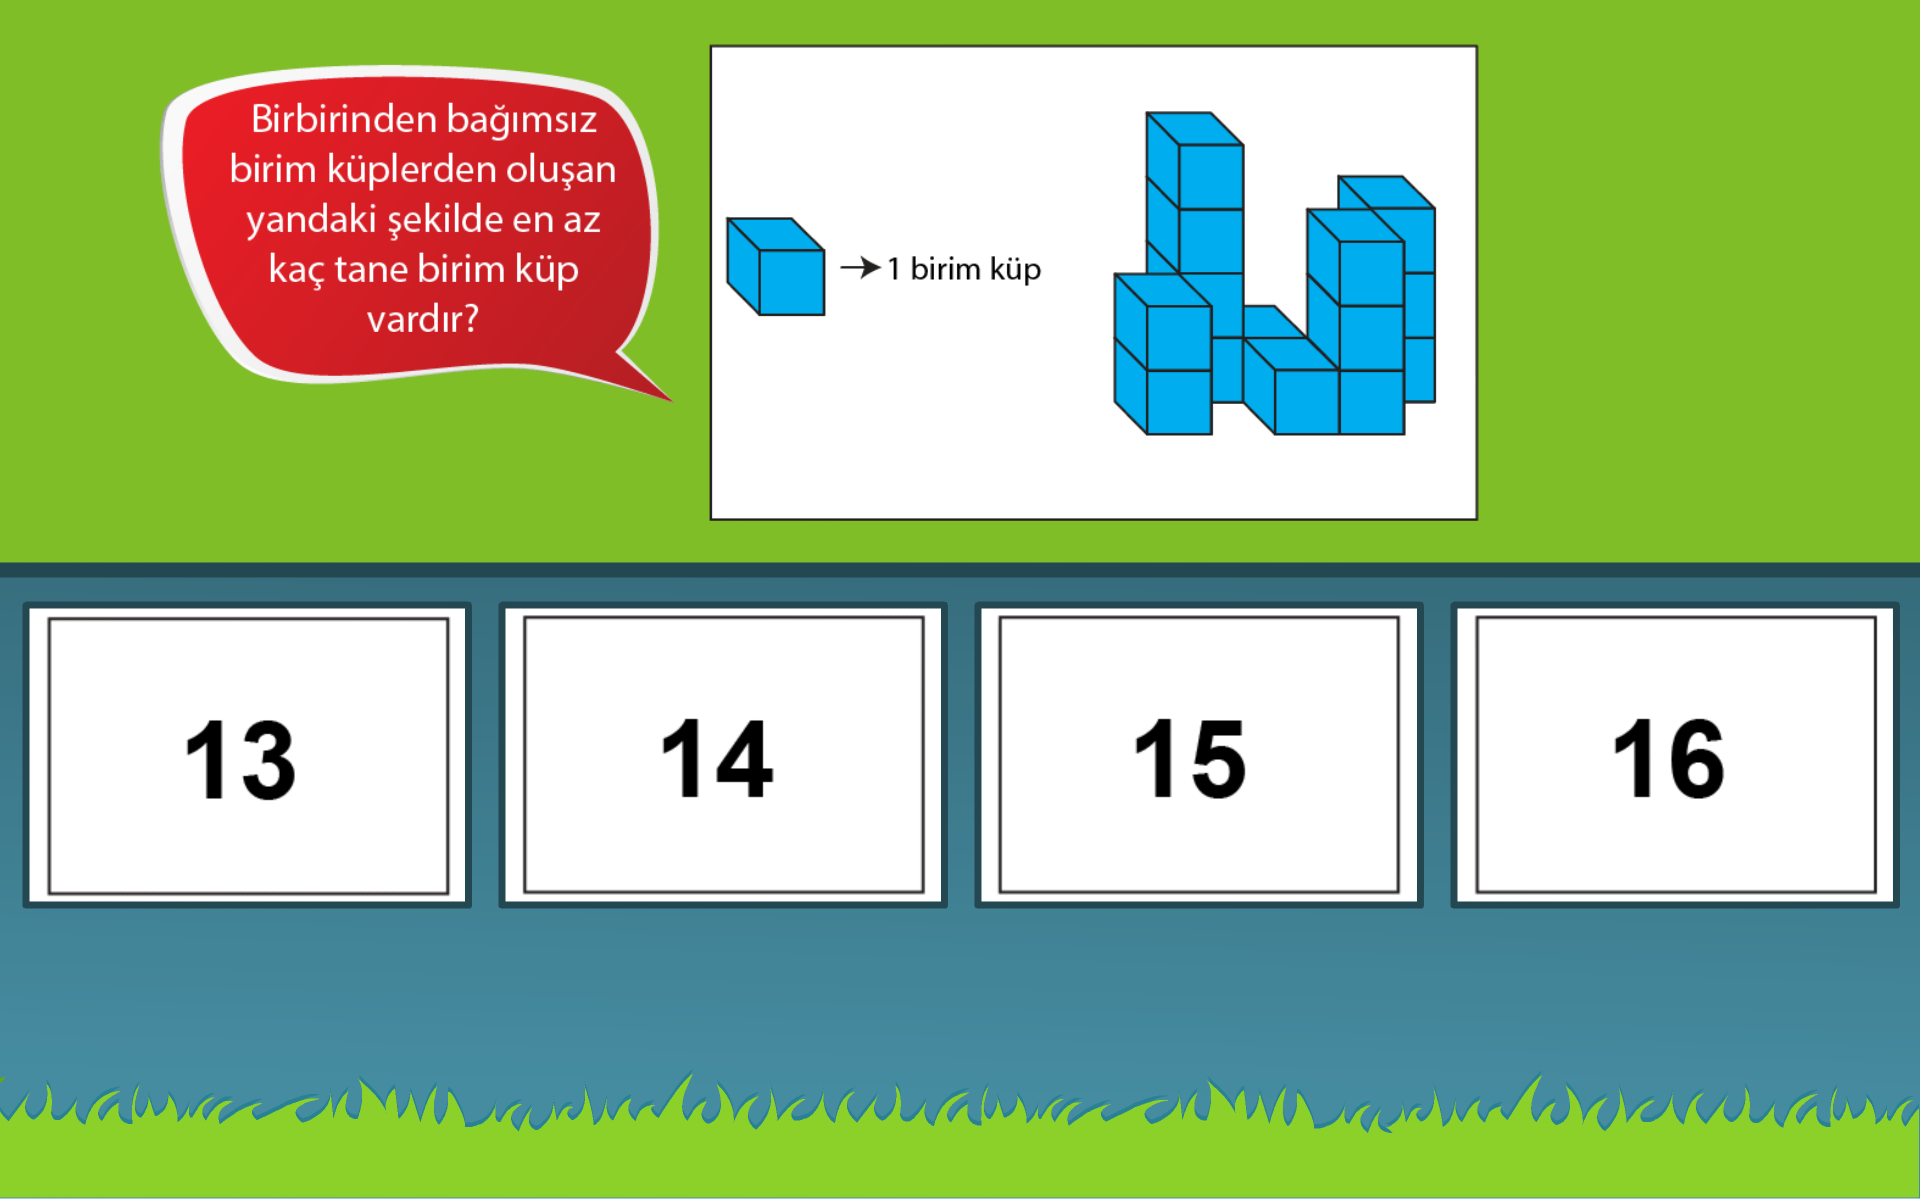 Birbirinden bağımsız
birim küplerden oluşan
yandaki şekilde en az
kaç tane birim küp
vardır?
1 birim küp
13
14
15
16